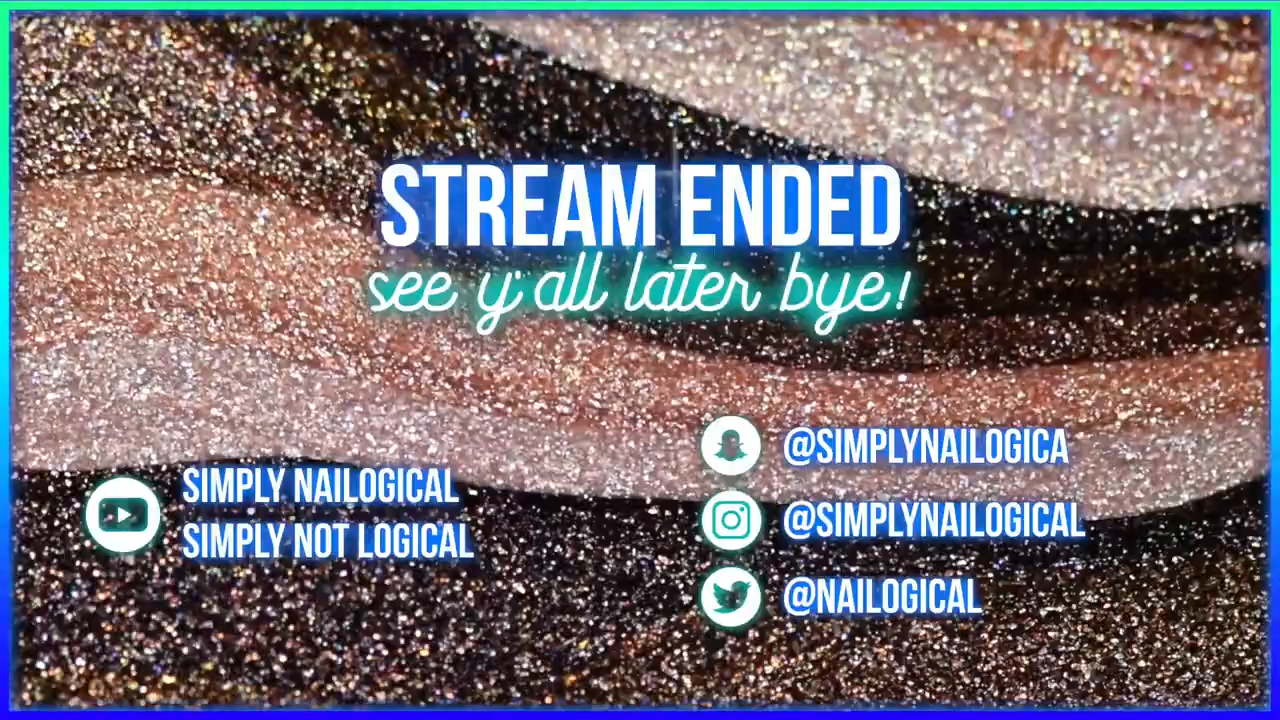 STREAM ENDED
see y'all later bye!
SIMPLY NAILOGICAL
SIMPLY NOT LOGICAL
@SIMPLYNAILOGICA
@SIMPLYNAILOGICAL
@NAILOGICAL